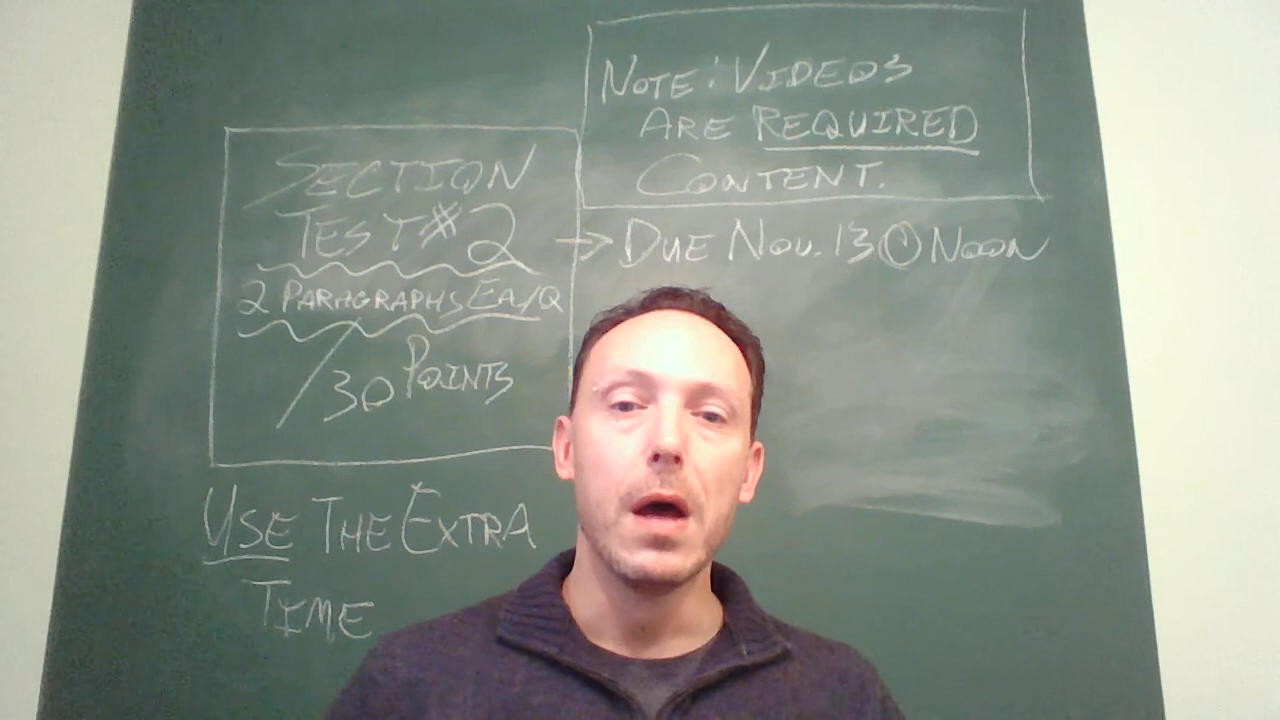 NOTE: VIDEOS
ARE REQUIRED
CONTENT.
SECTION
TEST #2
→ DUE NOV. 13 @ NOON
2 PARAGRAPHS EA/Q
/30 POINTS
USE THE EXTRA
TIME